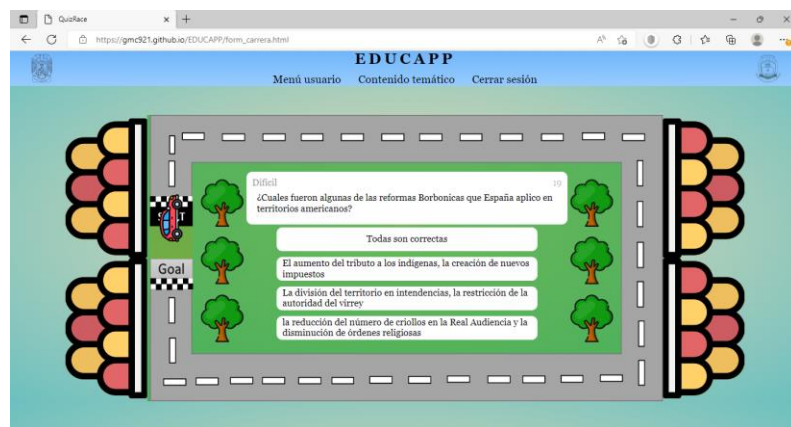 QuizRace
https://gmc921.github.io/EDUCAPP/form_carrera.html
EDUCAPP
Menú usuario Contenido temático Cerrar sesión
Difícil 19
¿Cuales fueron algunas de las reformas Borbonicas que España aplico en
territorios americanos?
Todas son correctas
El aumento del tributo a los indígenas, la creación de nuevos
impuestos
La división del territorio en intendencias, la restricción de la
autoridad del virrey
la reducción del número de criollos en la Real Audiencia y la
disminución de órdenes religiosas
Goal